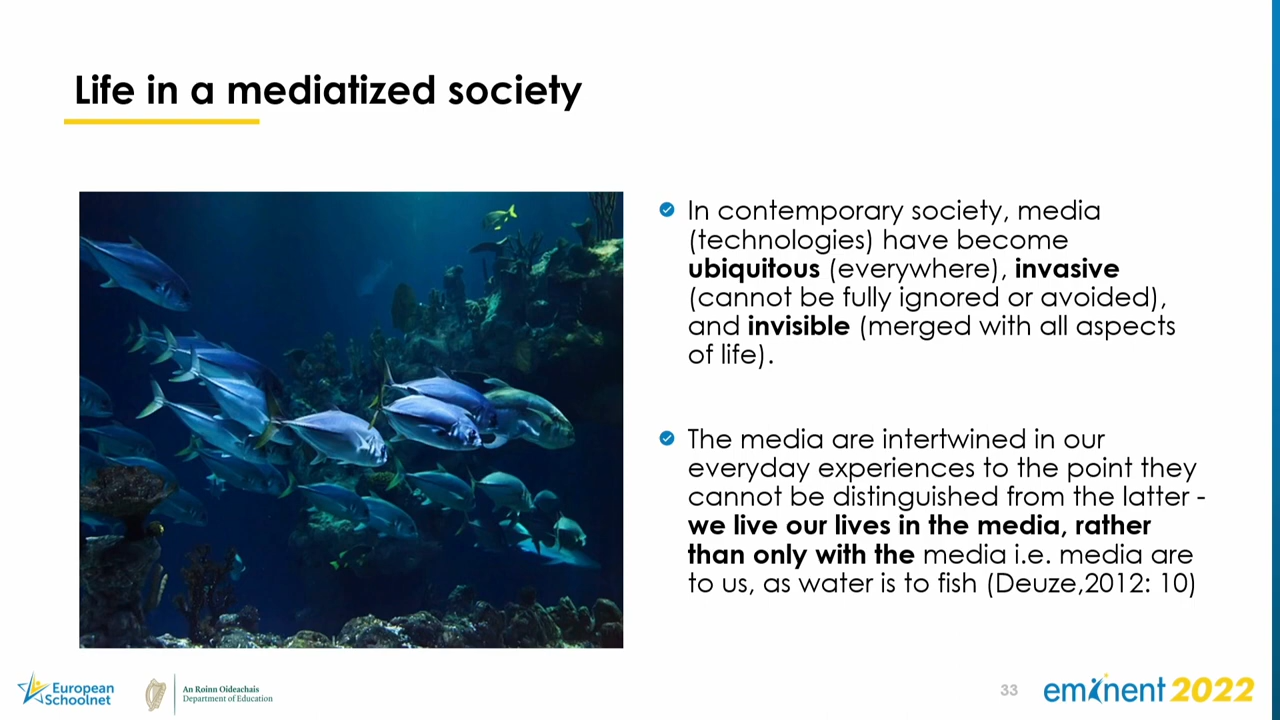 Life in a mediatized society
In contemporary society, media
(technologies) have become
ubiquitous (everywhere), invasive
(cannot be fully ignored or avoided),
and invisible (merged with all aspects
of life).
The media are intertwined in our
everyday experiences to the point they
cannot be distinguished from the latter -
we live our lives in the media, rather
than only with the media i.e. media are
to us, as water is to fish (Deuze,2012: 10)
European
Schoolnet
An Roinn Oideachais
Department of Education
33
eminent 2022